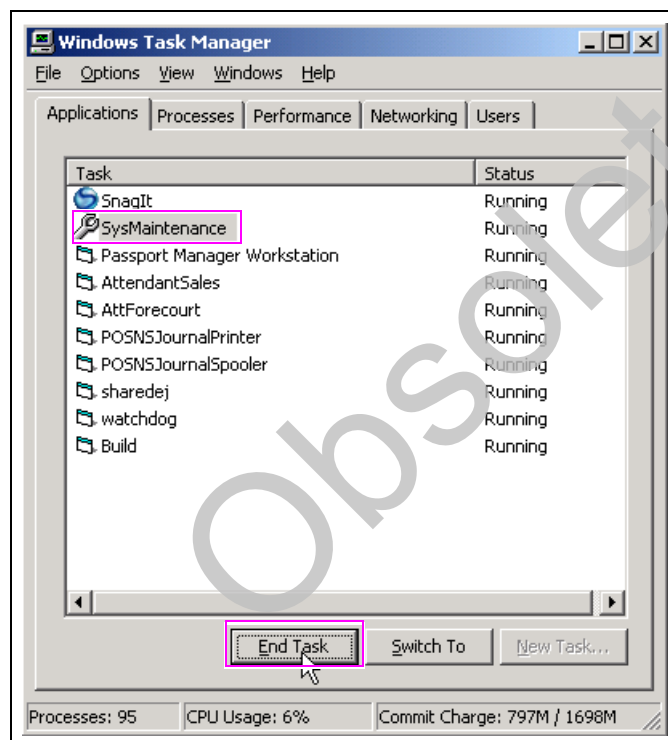 Windows Task Manager
File Options View Windows Help
Applications Processes Performance Networking Users
Task Status
SnagIt Running
SysMaintenance Running
Passport Manager Workstation Running
AttendantSales Running
AttForecourt Running
POSNSJournalPrinter Running
POSNSJournalSpooler Running
sharedej Running
watchdog Running
Build Running
End Task Switch To New Task...
Processes: 95 CPU Usage: 6% Commit Charge: 797M / 1698M